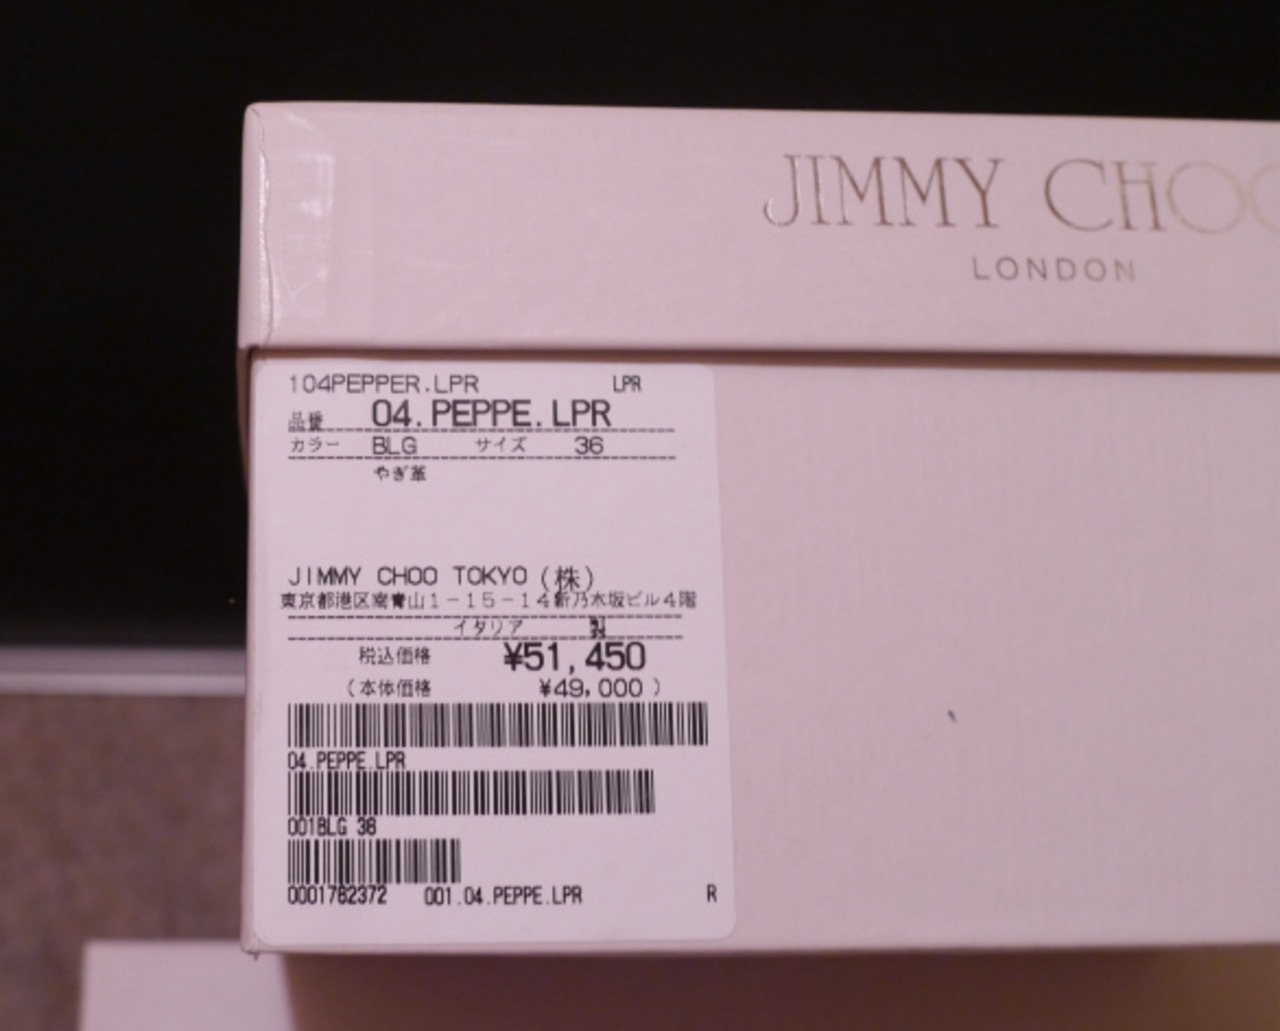 JIMMY CHOO
LONDON
104PEPPER.LPR LPR
品番 04.PEPPE.LPR
カラー BLG サイズ 36
やぎ革
JIMMY CHOO TOKYO (株)
東京都港区南青山1-15-14新乃木坂ビル4階
イタリア 製
税込価格 ¥51,450
(本体価格 ¥49,000 )
04.PEPPE.LPR
001BLG 36
0001762372 001.04.PEPPE.LPR R